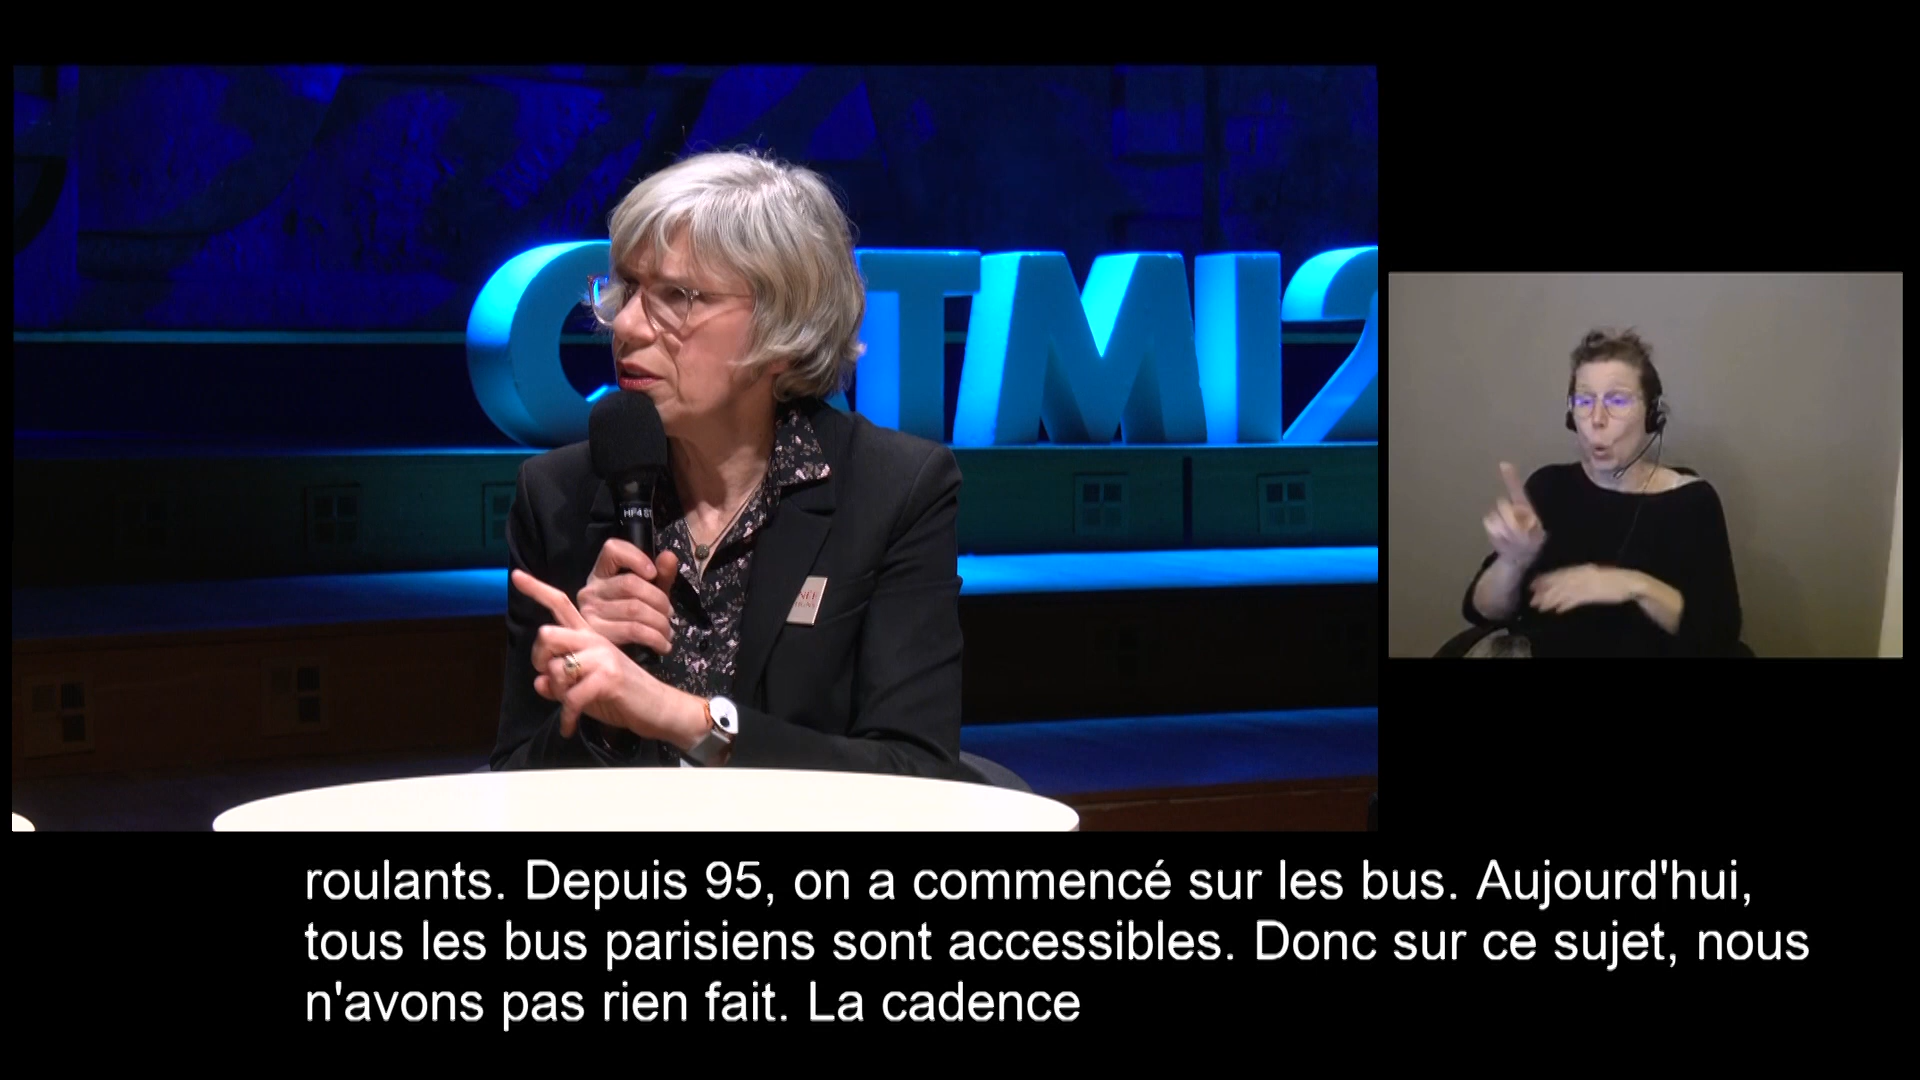 MI2
roulants. Depuis 95, on a commencé sur les bus. Aujourd'hui,
tous les bus parisiens sont accessibles. Donc sur ce sujet, nous
n'avons pas rien fait. La cadence